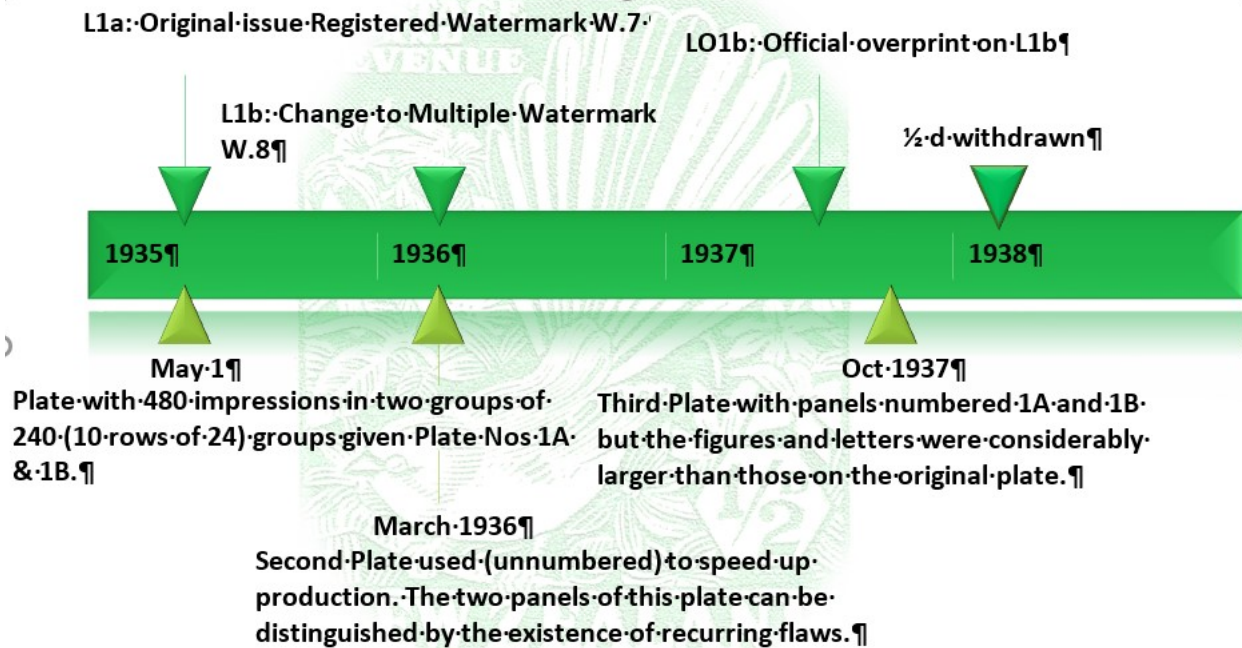 L1a: Original issue Registered Watermark W.7
LO1b: Official overprint on L1b¶
L1b: Change to Multiple Watermark
W.8¶
½ d withdrawn¶
1935¶
1936¶
1937¶
1938¶
May 1¶
Plate with 480 impressions in two groups of
240 (10 rows of 24) groups given Plate Nos 1A
& 1B.¶
Oct 1937¶
Third Plate with panels numbered 1A and 1B
but the figures and letters were considerably
larger than those on the original plate.¶
March 1936¶
Second Plate used (unnumbered) to speed up
production. The two panels of this plate can be
distinguished by the existence of recurring flaws.¶
VENUE
1/2